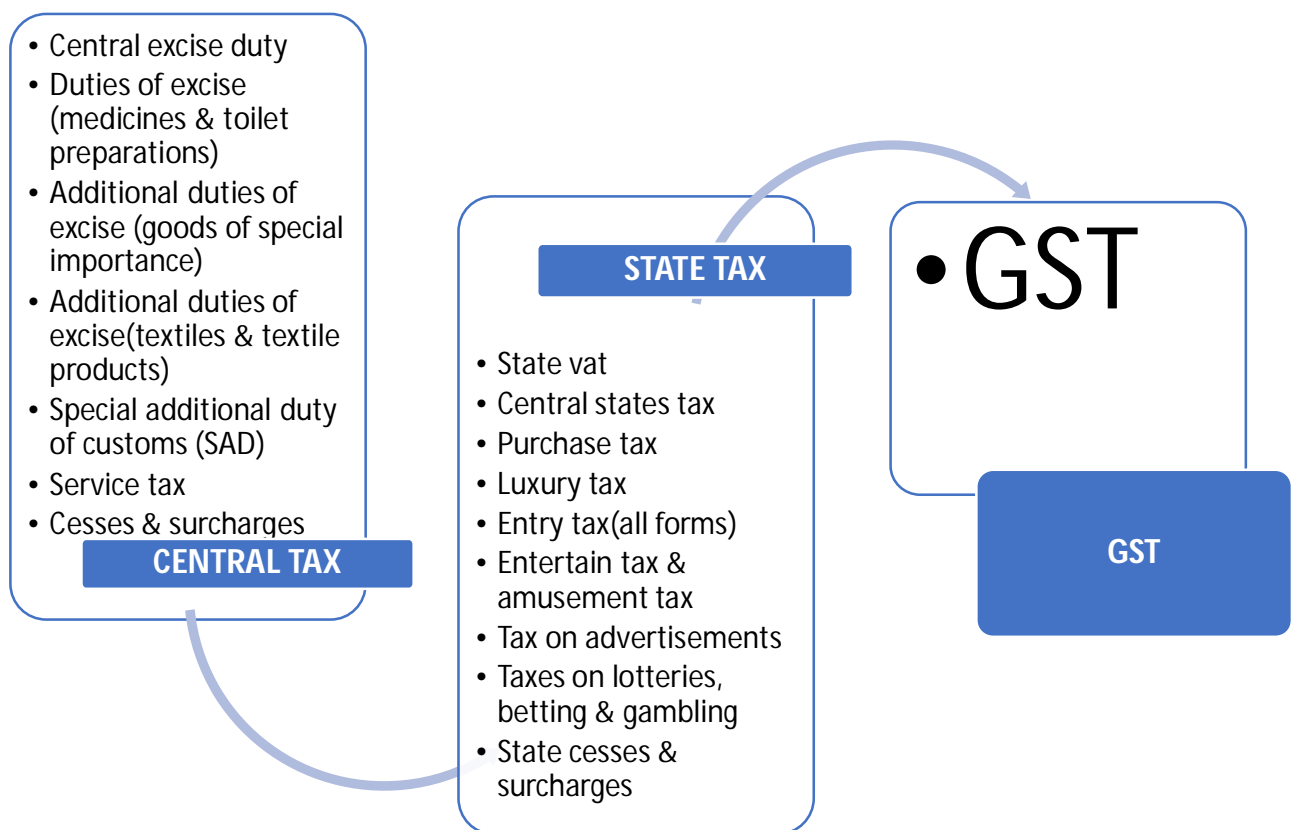 • Central excise duty
• Duties of excise
(medicines & toilet
preparations)
• Additional duties of
excise (goods of special
importance)
• Additional duties of
excise(textiles & textile
products)
• Special additional duty
of customs (SAD)
• Service tax
• Cesses & surcharges
CENTRAL TAX
STATE TAX
• State vat
• Central states tax
• Purchase tax
• Luxury tax
• Entry tax(all forms)
• Entertain tax &
amusement tax
• Tax on advertisements
• Taxes on lotteries,
betting & gambling
• State cesses &
surcharges
• GST
GST